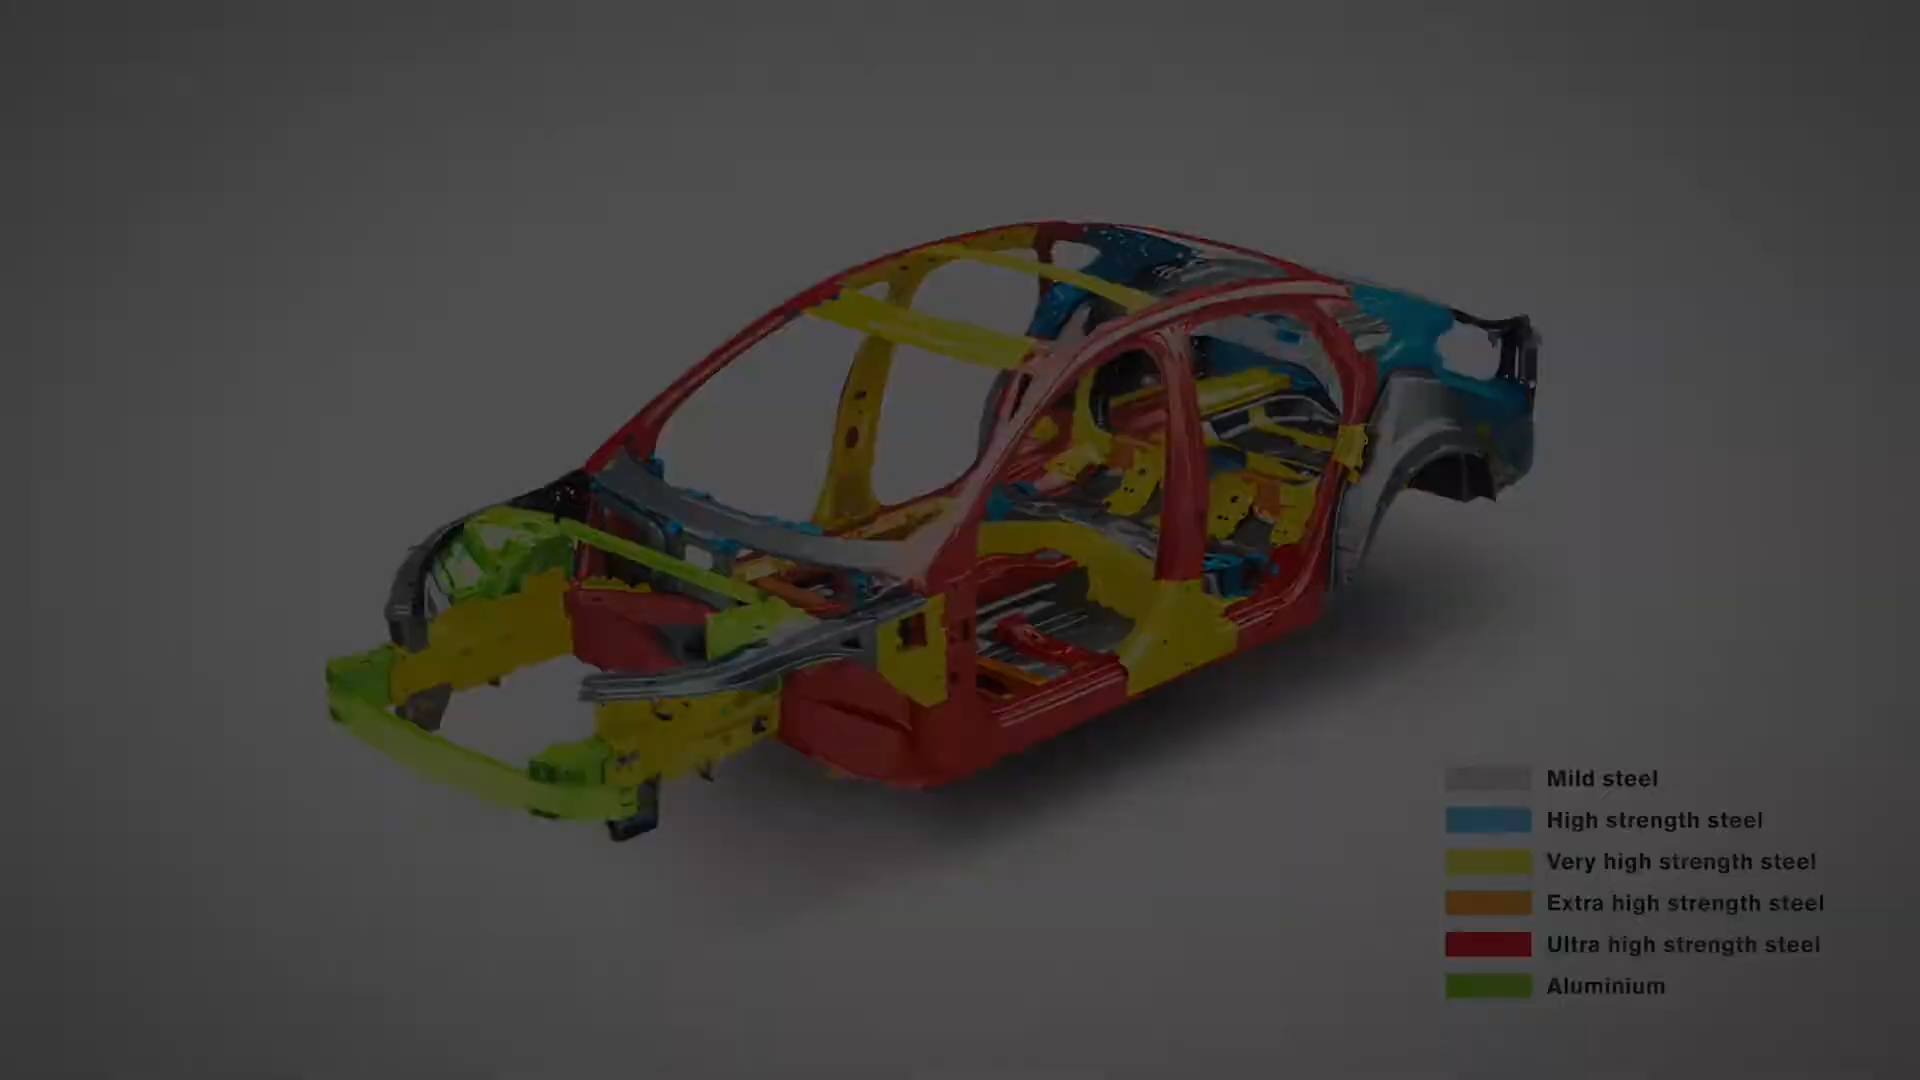 Mild steel
High strength steel
Very high strength steel
Extra high strength steel
Ultra high strength steel
Aluminium